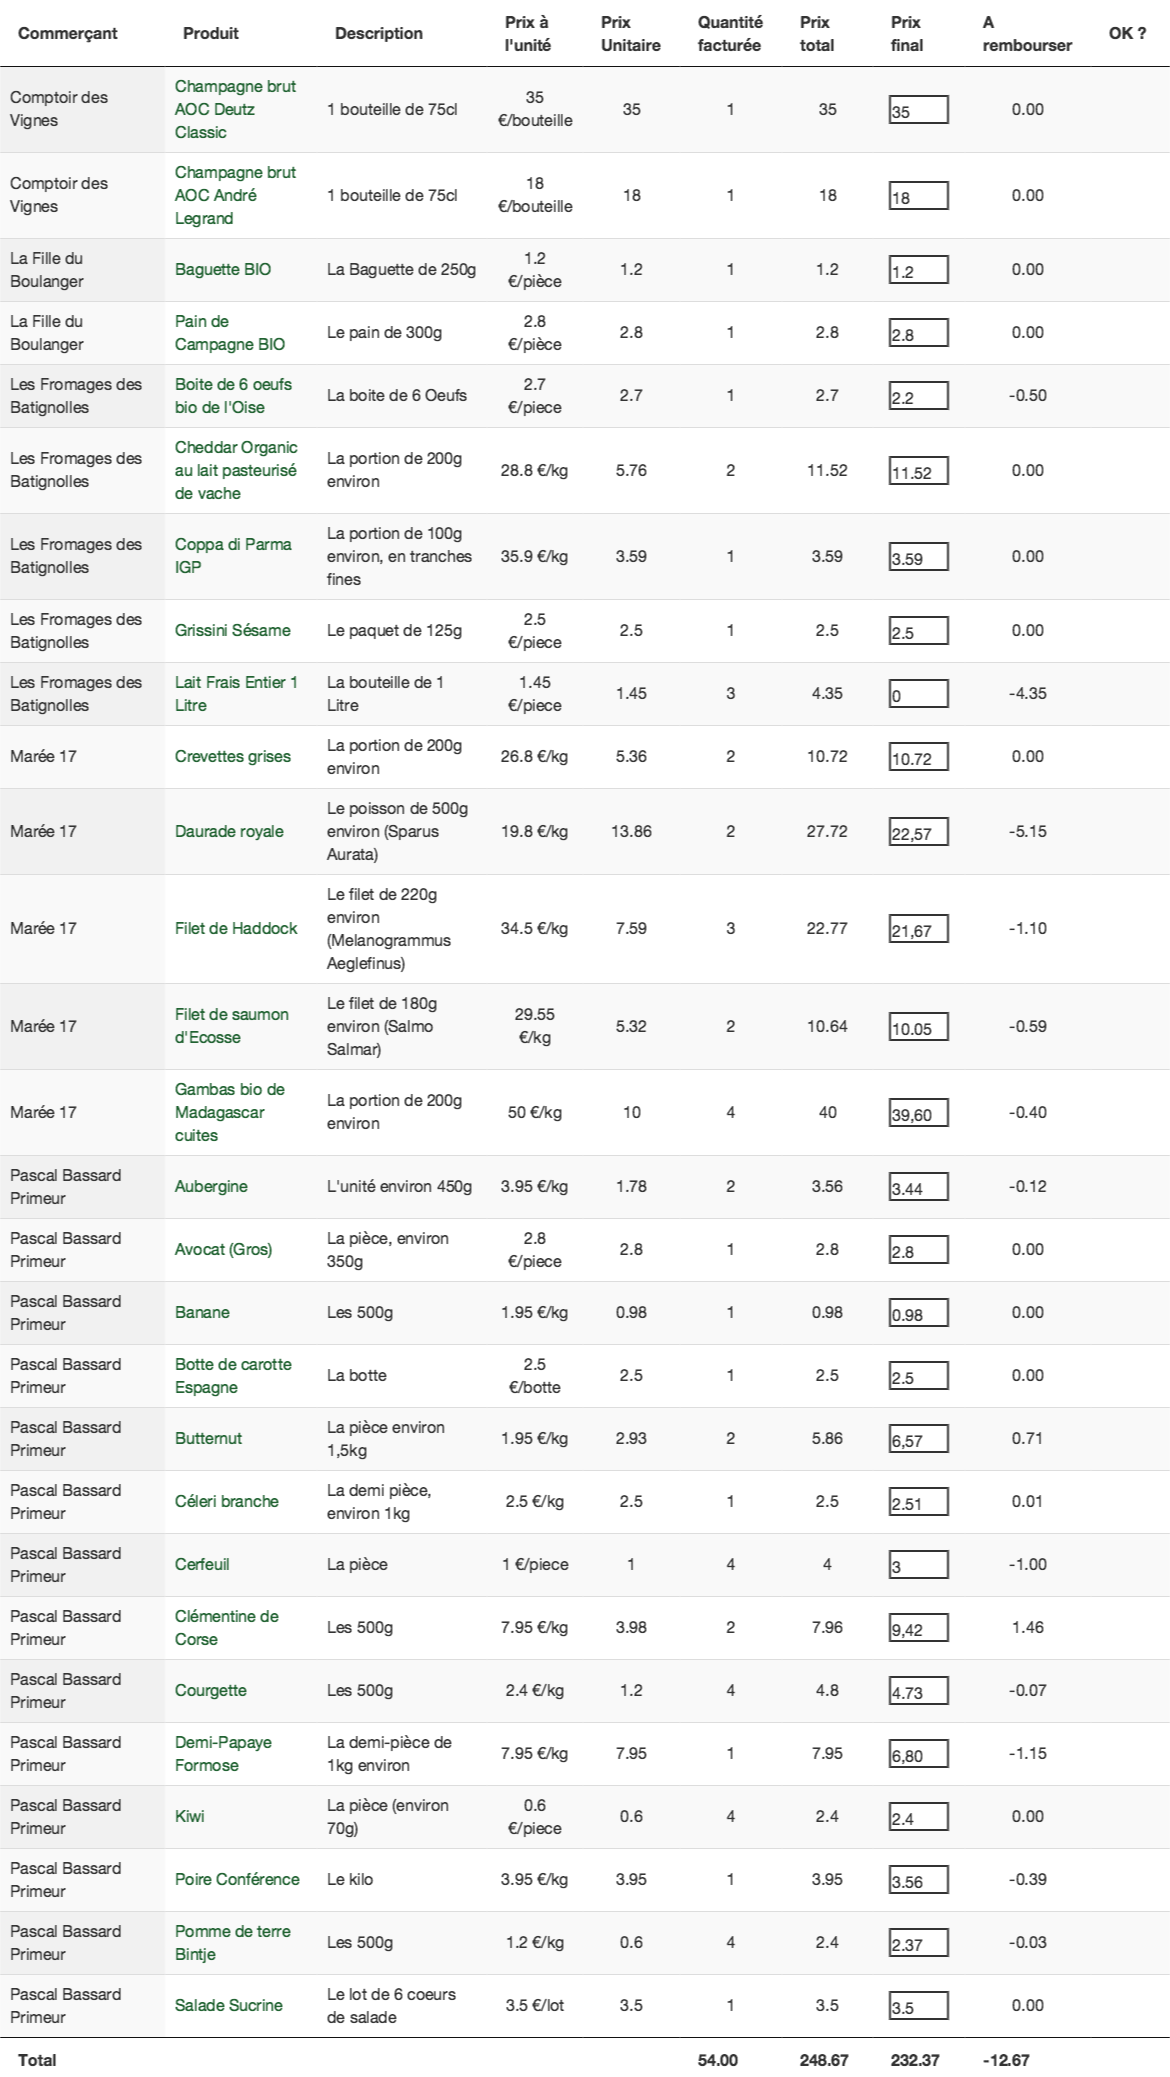 Commerçant Produit Description Prix à l'unité Prix Unitaire Quantité facturée Prix total Prix final A rembourser OK ?
Comptoir des Vignes Champagne brut AOC Deutz Classic 1 bouteille de 75cl 35 €/bouteille 35 1 35 35 0.00
Comptoir des Vignes Champagne brut AOC André Legrand 1 bouteille de 75cl 18 €/bouteille 18 1 18 18 0.00
La Fille du Boulanger Baguette BIO La Baguette de 250g 1.2 €/pièce 1.2 1 1.2 1.2 0.00
La Fille du Boulanger Pain de Campagne BIO Le pain de 300g 2.8 €/pièce 2.8 1 2.8 2.8 0.00
Les Fromages des Batignolles Boite de 6 oeufs bio de l'Oise La boite de 6 Oeufs 2.7 €/piece 2.7 1 2.7 2.2 -0.50
Les Fromages des Batignolles Cheddar Organic au lait pasteurisé de vache La portion de 200g environ 28.8 €/kg 5.76 2 11.52 11.52 0.00
Les Fromages des Batignolles Coppa di Parma IGP La portion de 100g environ, en tranches fines 35.9 €/kg 3.59 1 3.59 3.59 0.00
Les Fromages des Batignolles Grissini Sésame Le paquet de 125g 2.5 €/piece 2.5 1 2.5 2.5 0.00
Les Fromages des Batignolles Lait Frais Entier 1 Litre La bouteille de 1 Litre 1.45 €/piece 1.45 3 4.35 0 -4.35
Marée 17 Crevettes grises La portion de 200g environ 26.8 €/kg 5.36 2 10.72 10.72 0.00
Marée 17 Daurade royale Le poisson de 500g environ (Sparus Aurata) 19.8 €/kg 13.86 2 27.72 22,57 -5.15
Marée 17 Filet de Haddock Le filet de 220g environ (Melanogrammus Aeglefinus) 34.5 €/kg 7.59 3 22.77 21,67 -1.10
Marée 17 Filet de saumon d'Ecosse Le filet de 180g environ (Salmo Salmar) 29.55 €/kg 5.32 2 10.64 10.05 -0.59
Marée 17 Gambas bio de Madagascar cuites La portion de 200g environ 50 €/kg 10 4 40 39,60 -0.40
Pascal Bassard Primeur Aubergine L'unité environ 450g 3.95 €/kg 1.78 2 3.56 3.44 -0.12
Pascal Bassard Primeur Avocat (Gros) La pièce, environ 350g 2.8 €/piece 2.8 1 2.8 2.8 0.00
Pascal Bassard Primeur Banane Les 500g 1.95 €/kg 0.98 1 0.98 0.98 0.00
Pascal Bassard Primeur Botte de carotte Espagne La botte 2.5 €/botte 2.5 1 2.5 2.5 0.00
Pascal Bassard Primeur Butternut La pièce environ 1,5kg 1.95 €/kg 2.93 2 5.86 6,57 0.71
Pascal Bassard Primeur Céleri branche La demi pièce, environ 1kg 2.5 €/kg 2.5 1 2.5 2.51 0.01
Pascal Bassard Primeur Cerfeuil La pièce 1 €/piece 1 4 4 3 -1.00
Pascal Bassard Primeur Clémentine de Corse Les 500g 7.95 €/kg 3.98 2 7.96 9,42 1.46
Pascal Bassard Primeur Courgette Les 500g 2.4 €/kg 1.2 4 4.8 4.73 -0.07
Pascal Bassard Primeur Demi-Papaye Formose La demi-pièce de 1kg environ 7.95 €/kg 7.95 1 7.95 6,80 -1.15
Pascal Bassard Primeur Kiwi La pièce (environ 70g) 0.6 €/piece 0.6 4 2.4 2.4 0.00
Pascal Bassard Primeur Poire Conférence Le kilo 3.95 €/kg 3.95 1 3.95 3.56 -0.39
Pascal Bassard Primeur Pomme de terre Bintje Les 500g 1.2 €/kg 0.6 4 2.4 2.37 -0.03
Pascal Bassard Primeur Salade Sucrine Le lot de 6 coeurs de salade 3.5 €/lot 3.5 1 3.5 3.5 0.00
Total 54.00 248.67 232.37 -12.67